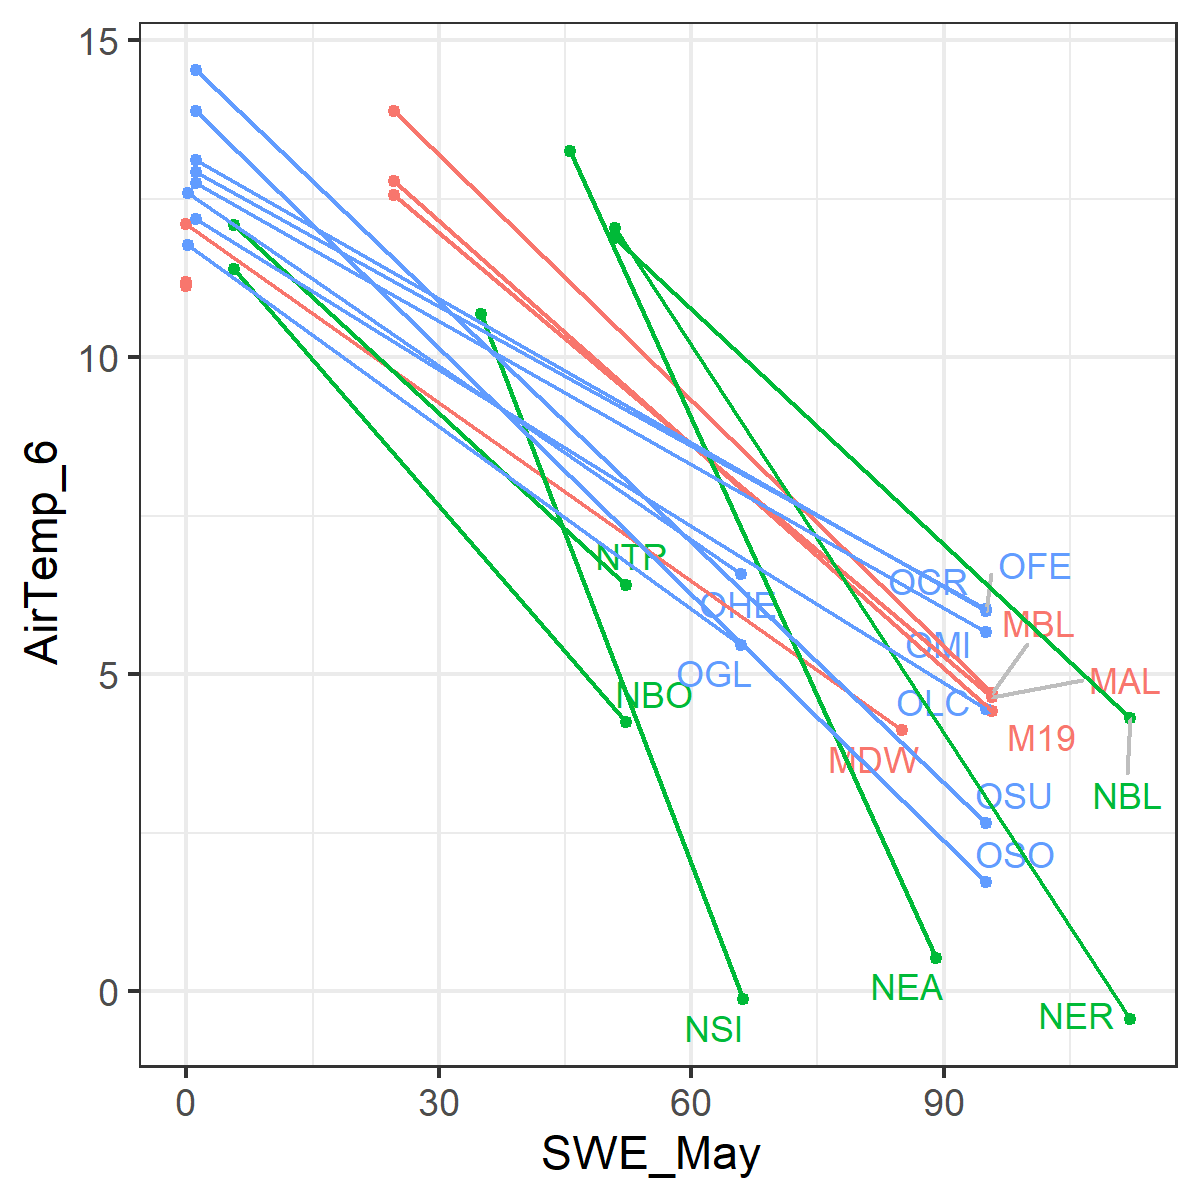 15
10
5
0
AirTemp_6
NTR
OCR
OFE
OHE
MBL
OMI
OGL
MAL
NBO
OLC
M19
MDW
OSU
NBL
OSO
NEA
NER
NSI
0
30
60
90
SWE_May